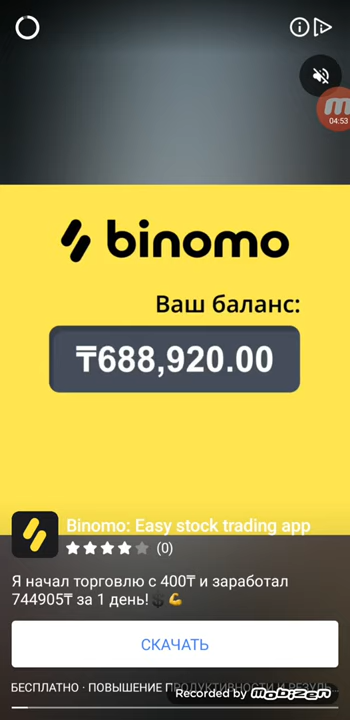 04:53
binomo
Ваш баланс:
₸688,920.00
Binomo: Easy stock trading app
(0)
Я начал торговлю с 400₸ и заработал
744905₸ за 1 день!💲💪
СКАЧАТЬ
БЕСПЛАТНО · ПОВЫШЕНИЕ ПРОДУКТИВНОСТИ И
Recorded by mobizen